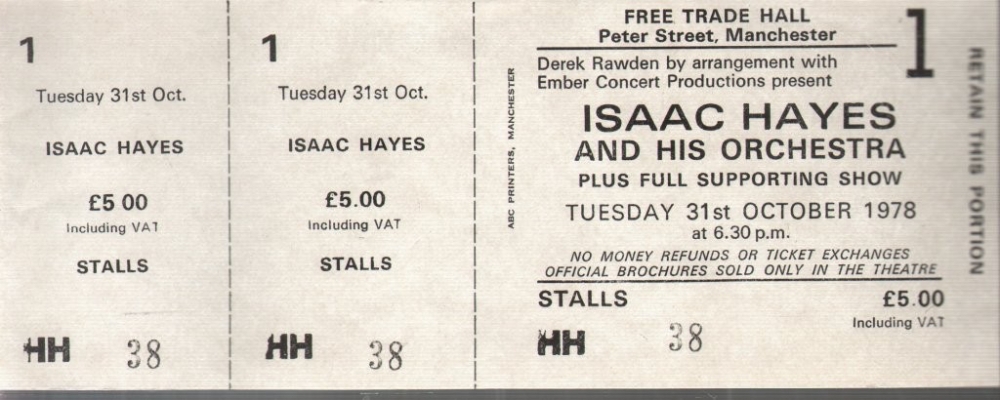 1
Tuesday 31st Oct.
ISAAC HAYES
£5 00
Including VAT
STALLS
HH 38
1
Tuesday 31st Oct.
ISAAC HAYES
£5.00
Including VAT
STALLS
HH 38
ABC PRINTERS, MANCHESTER
FREE TRADE HALL
Peter Street, Manchester
1
Derek Rawden by arrangement with
Ember Concert Productions present
ISAAC HAYES
AND HIS ORCHESTRA
PLUS FULL SUPPORTING SHOW
TUESDAY 31st OCTOBER 1978
at 6.30 p.m.
NO MONEY REFUNDS OR TICKET EXCHANGES
OFFICIAL BROCHURES SOLD ONLY IN THE THEATRE
STALLS £5.00
Including VAT
HH 38
RETAIN THIS PORTION